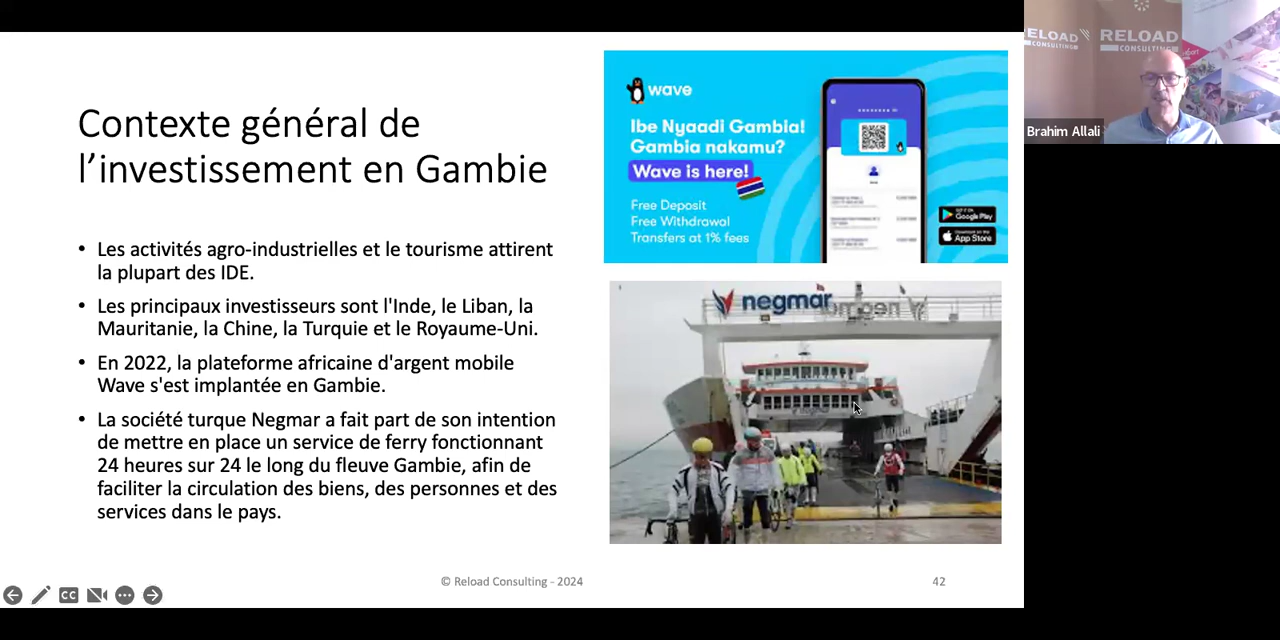 Contexte général de
l’investissement en Gambie
• Les activités agro-industrielles et le tourisme attirent
la plupart des IDE.
• Les principaux investisseurs sont l'Inde, le Liban, la
Mauritanie, la Chine, la Turquie et le Royaume-Uni.
• En 2022, la plateforme africaine d'argent mobile
Wave s'est implantée en Gambie.
• La société turque Negmar a fait part de son intention
de mettre en place un service de ferry fonctionnant
24 heures sur 24 le long du fleuve Gambie, afin de
faciliter la circulation des biens, des personnes et des
services dans le pays.
wave
Ibe Nyaadi Gambia!
Gambia nakamu?
Wave is here!
Free Deposit
Free Withdrawal
Transfers at 1% fees
Google Play
App Store
negmar
© Reload Consulting - 2024
42
CC
RELOAD
CONSULTING
RELOAD
CONSULTING
Brahim Allali